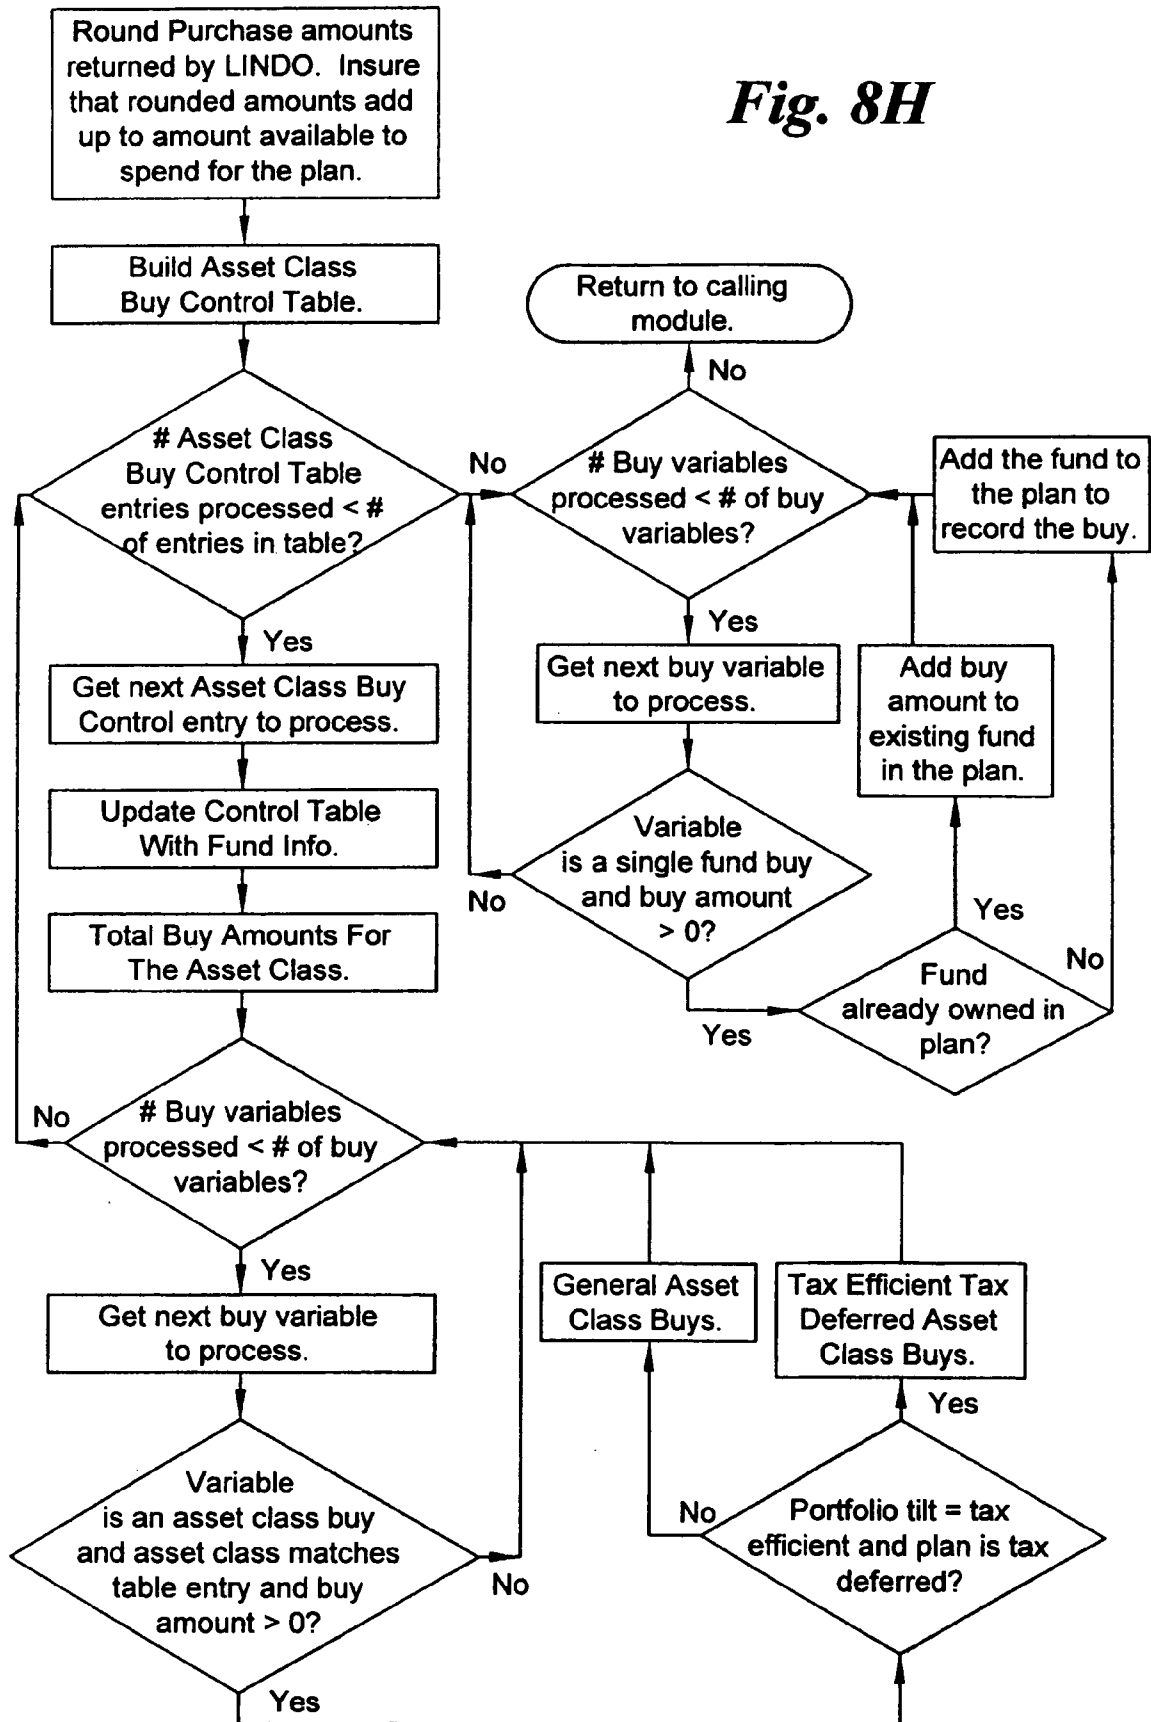 Round Purchase amounts
returned by LINDO. Insure
that rounded amounts add
up to amount available to
spend for the plan.
Fig. 8H
Build Asset Class
Buy Control Table.
Return to calling
module.
No
# Asset Class
Buy Control Table
entries processed < #
of entries in table?
No
# Buy variables
processed < # of buy
variables?
Add the fund to
the plan to
record the buy.
Yes
Yes
Get next Asset Class Buy
Control entry to process.
Get next buy variable
to process.
Add buy
amount to
existing fund
in the plan.
Update Control Table
With Fund Info.
Variable
is a single fund buy
and buy amount
> 0?
No
Yes
No
Total Buy Amounts For
The Asset Class.
Fund
already owned in
plan?
Yes
No
# Buy variables
processed < # of buy
variables?
Yes
Get next buy variable
to process.
General Asset
Class Buys.
Tax Efficient Tax
Deferred Asset
Class Buys.
Yes
Variable
is an asset class buy
and asset class matches
table entry and buy
amount > 0?
No
No
Portfolio tilt = tax
efficient and plan is tax
deferred?
Yes